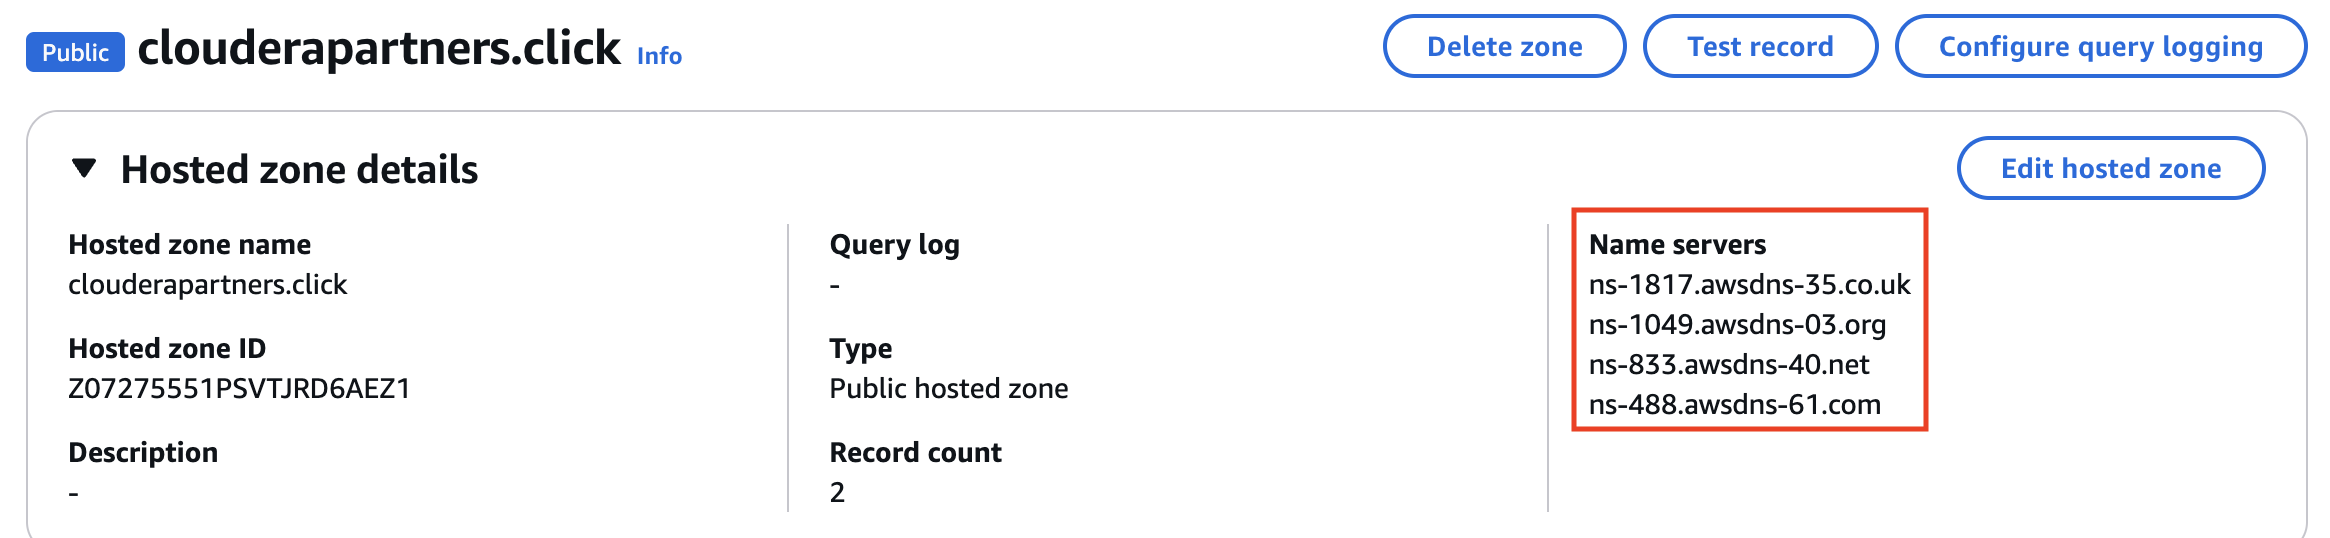 Public clouderapartners.click Info
Delete zone
Test record
Configure query logging
Hosted zone details
Edit hosted zone
Hosted zone name
clouderapartners.click
Hosted zone ID
Z07275551PSVTJRD6AEZ1
Description
-
Query log
-
Type
Public hosted zone
Record count
2
Name servers
ns-1817.awsdns-35.co.uk
ns-1049.awsdns-03.org
ns-833.awsdns-40.net
ns-488.awsdns-61.com